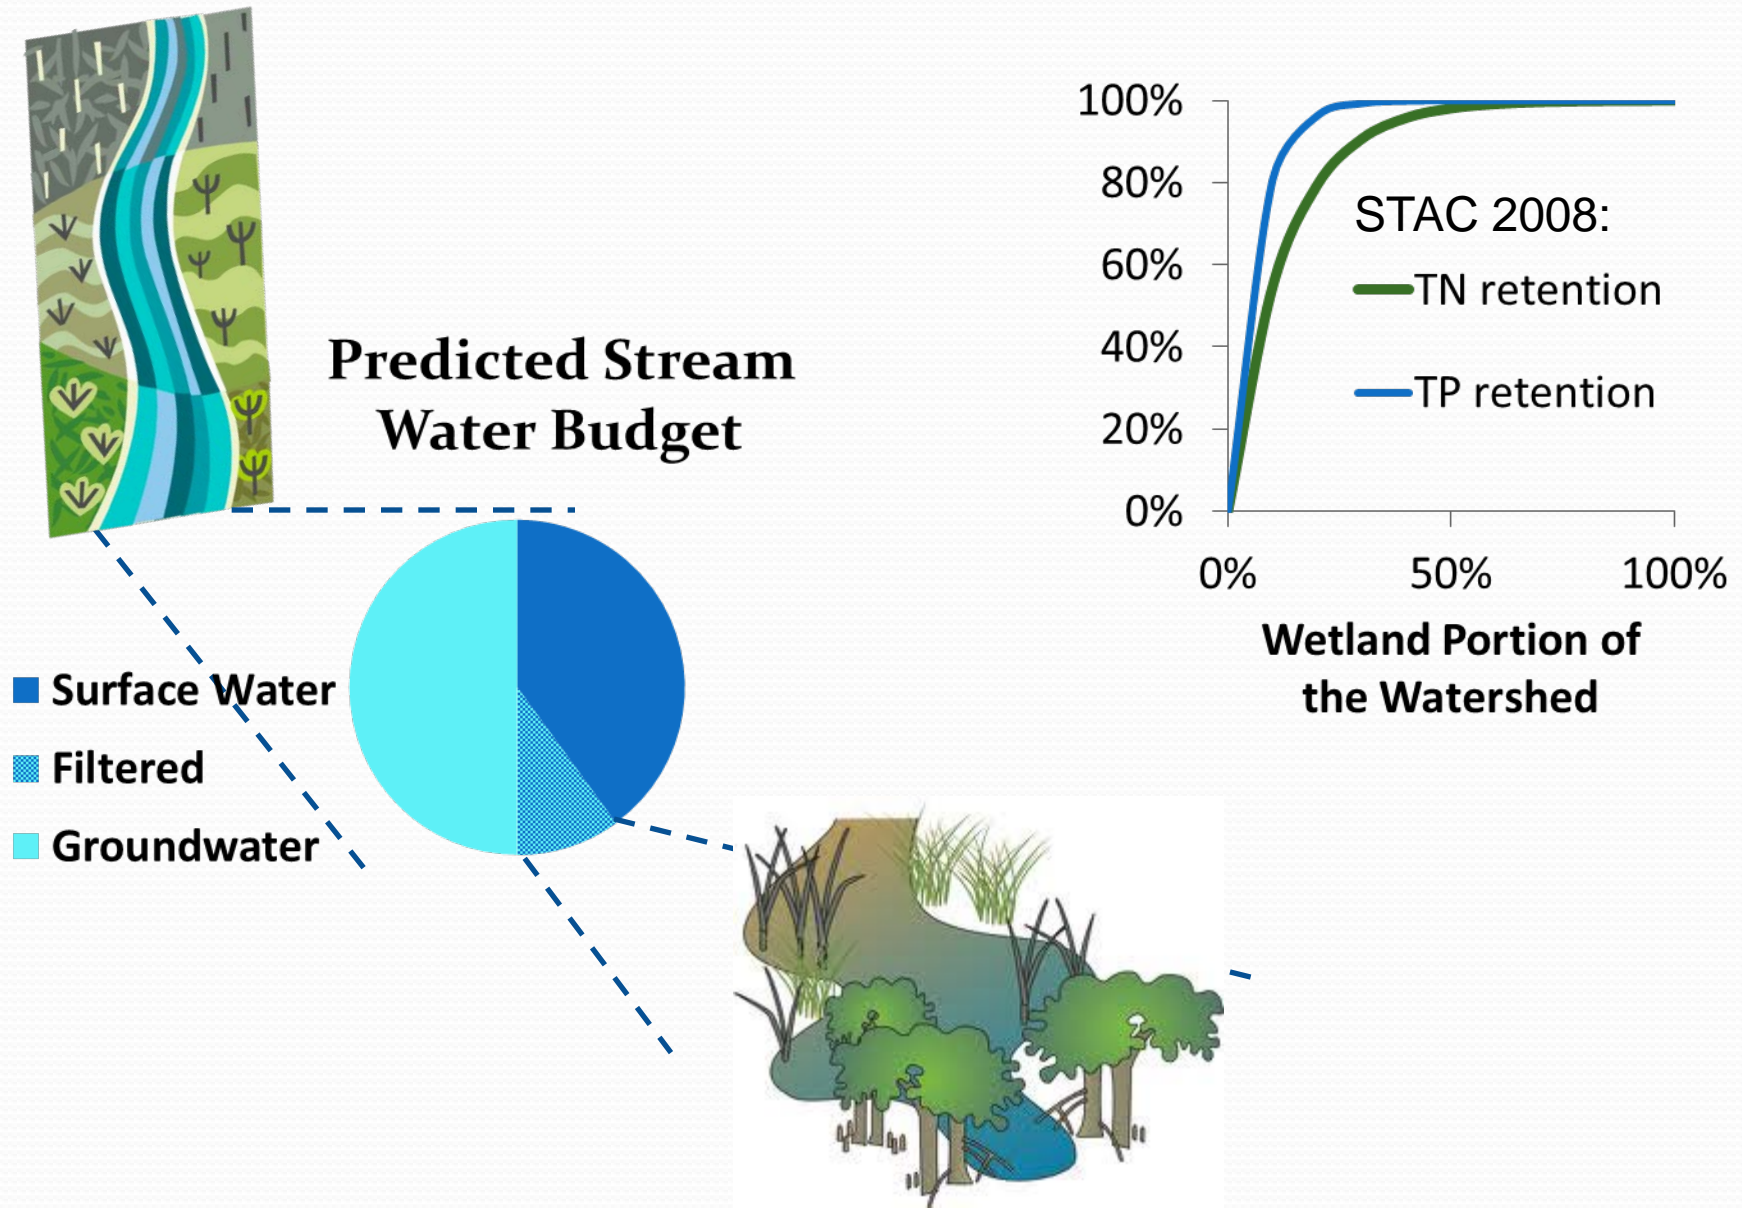 Predicted Stream
Water Budget
Surface Water
Filtered
Groundwater
100%
80%
60%
40%
20%
0%
STAC 2008:
TN retention
TP retention
0% 50% 100%
Wetland Portion of
the Watershed